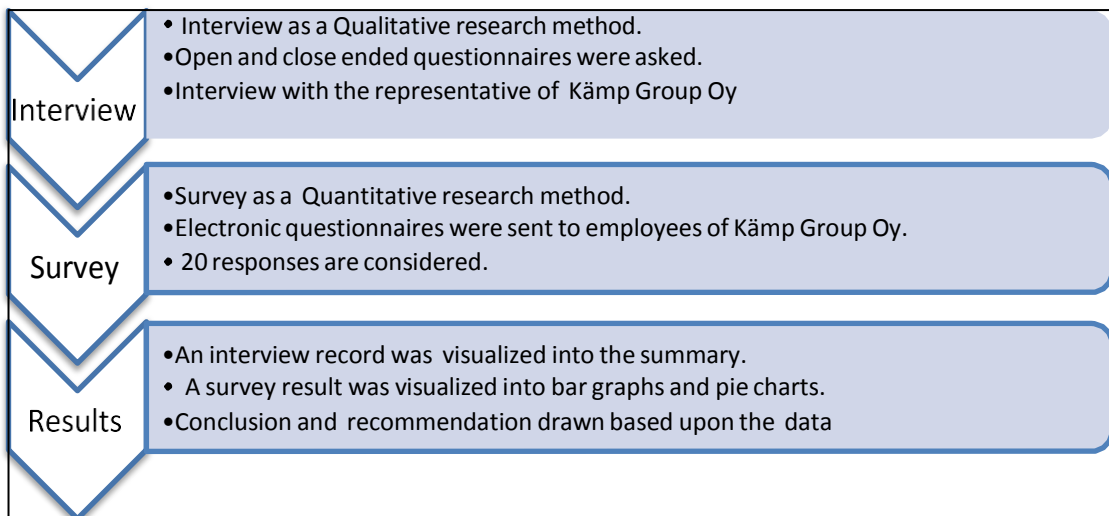 Interview
• Interview as a Qualitative research method.
•Open and close ended questionnaires were asked.
•Interview with the representative of Kämp Group Oy
Survey
•Survey as a Quantitative research method.
•Electronic questionnaires were sent to employees of Kämp Group Oy.
• 20 responses are considered.
Results
•An interview record was visualized into the summary.
• A survey result was visualized into bar graphs and pie charts.
•Conclusion and recommendation drawn based upon the data